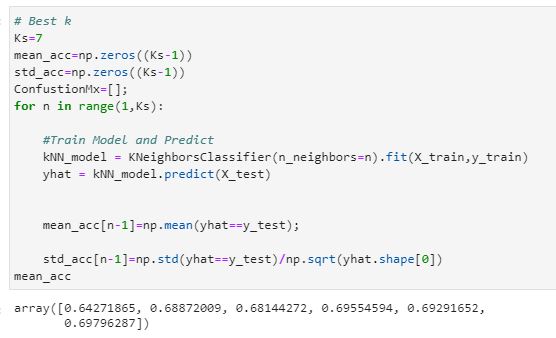 # Best k
Ks=7
mean_acc=np.zeros((Ks-1))
std_acc=np.zeros((Ks-1))
ConfustionMx=[];
for n in range(1,Ks):
#Train Model and Predict
kNN_model = KNeighborsClassifier(n_neighbors=n).fit(X_train,y_train)
yhat = kNN_model.predict(X_test)
mean_acc[n-1]=np.mean(yhat==y_test);
std_acc[n-1]=np.std(yhat==y_test)/np.sqrt(yhat.shape[0])
mean_acc
array([0.64271865, 0.68872009, 0.68144272, 0.69554594, 0.69291652,
0.69796287])